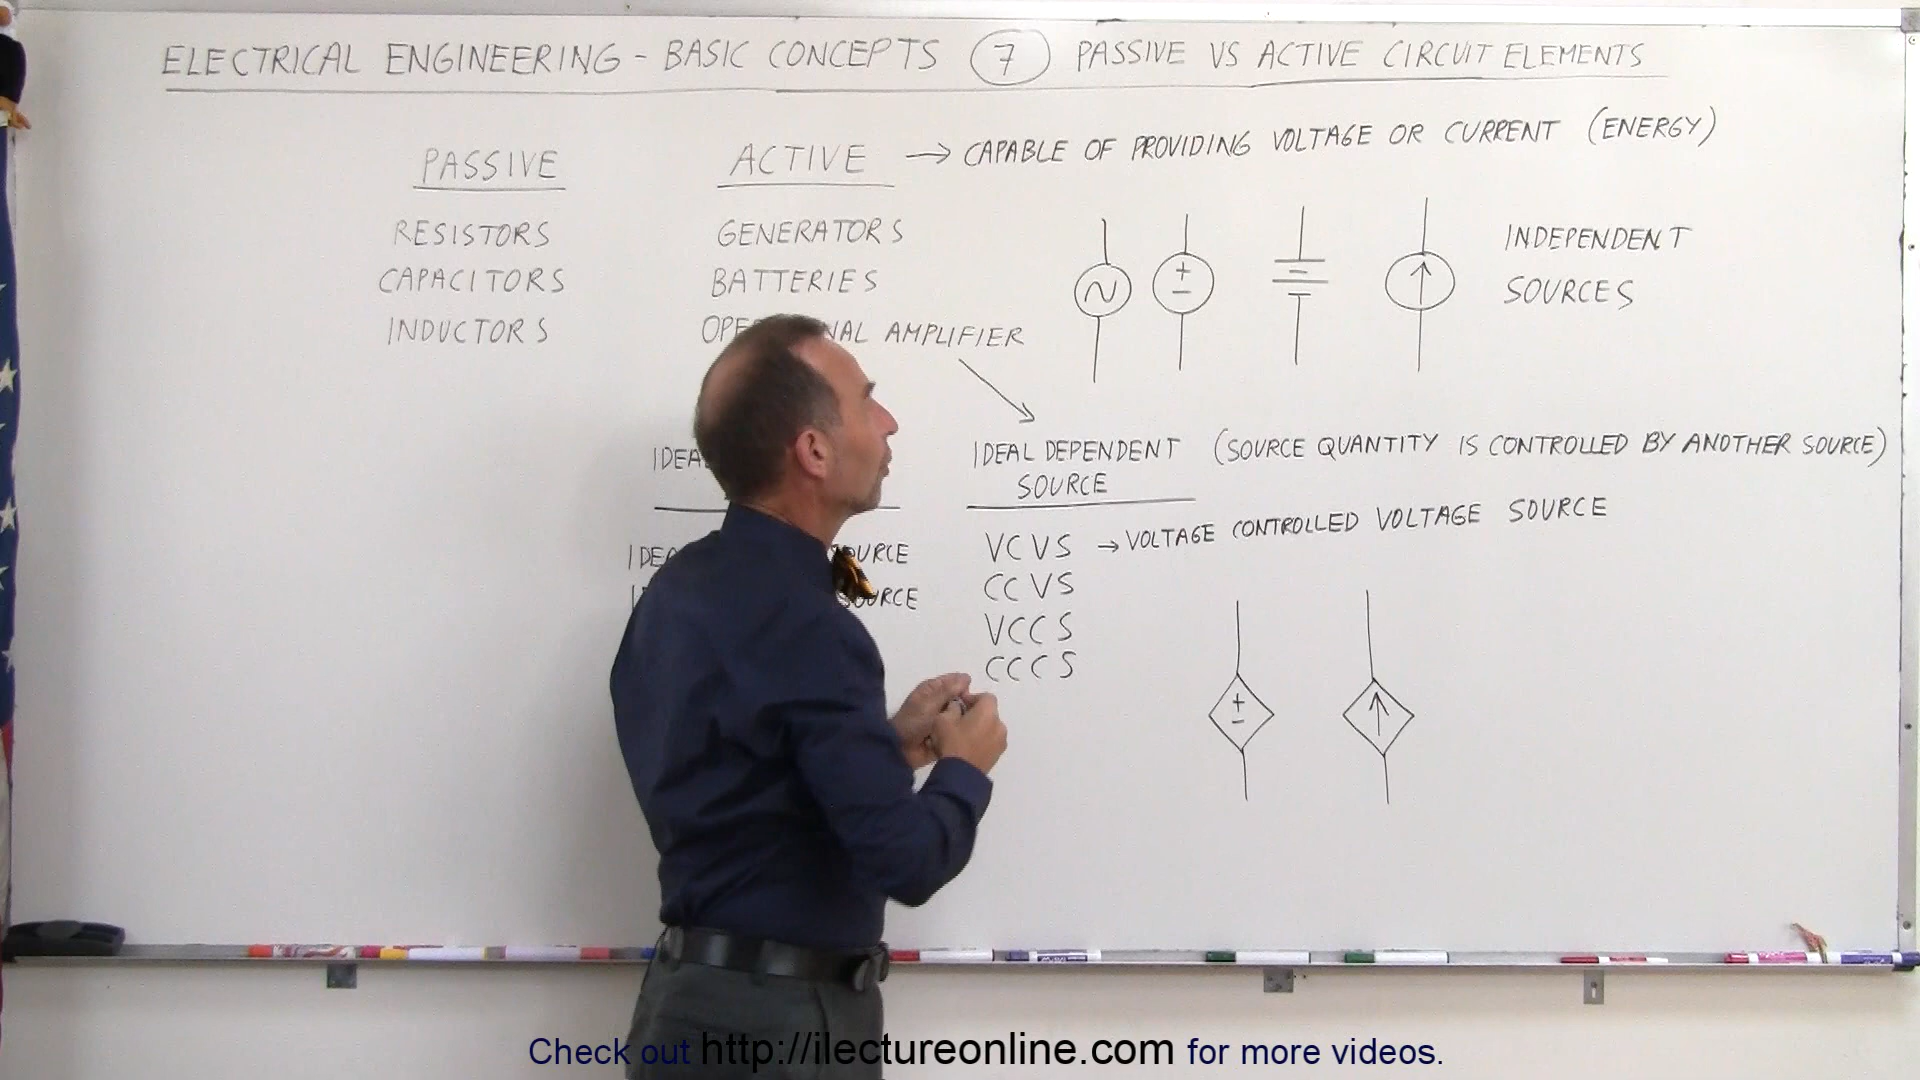 ELECTRICAL ENGINEERING - BASIC CONCEPTS 7 PASSIVE VS ACTIVE CIRCUIT ELEMENTS
PASSIVE
RESISTORS
CAPACITORS
INDUCTORS
ACTIVE → CAPABLE OF PROVIDING VOLTAGE OR CURRENT (ENERGY)
GENERATORS
BATTERIES
AMPLIFIER
+
-
INDEPENDENT
SOURCES
IDEAL DEPENDENT (SOURCE QUANTITY IS CONTROLLED BY ANOTHER SOURCE)
SOURCE
SOURCE
VCVS → VOLTAGE CONTROLLED VOLTAGE SOURCE
CCVS
VCCS
CCCS
+
-
Check out http://ilectureonline.com for more videos.